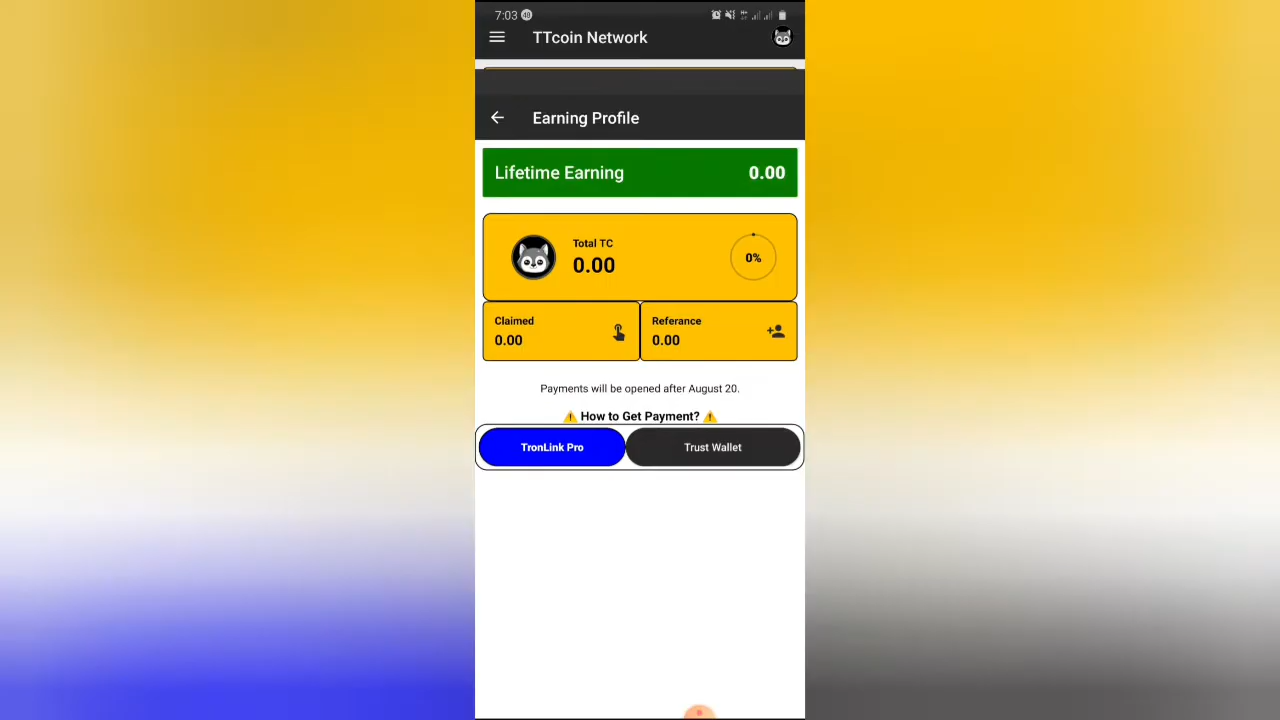 7:03
TTcoin Network
Earning Profile
Lifetime Earning 0.00
Total TC
0.00
0%
Claimed
0.00
Referance
0.00
Payments will be opened after August 20.
⚠️ How to Get Payment? ⚠️
TronLink Pro
Trust Wallet